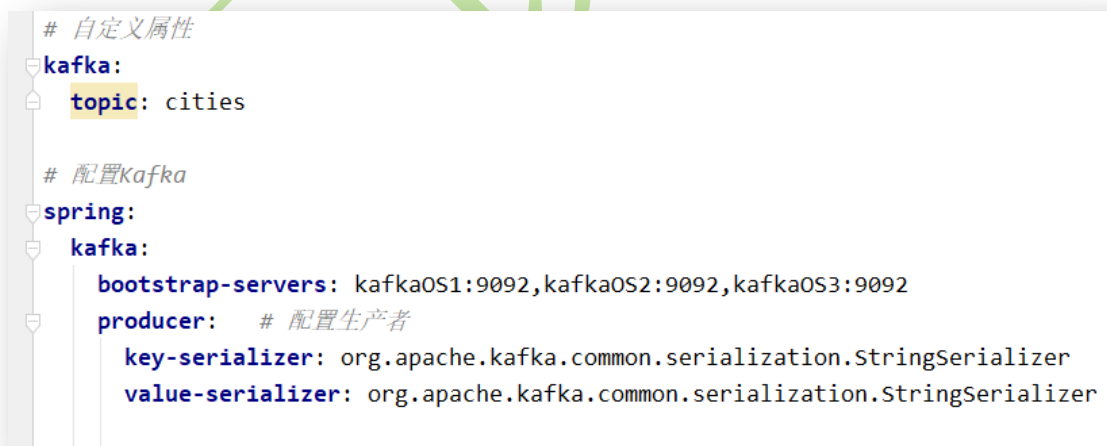 # 自定义属性
kafka:
  topic: cities
# 配置Kafka
spring:
  kafka:
    bootstrap-servers: kafkaOS1:9092,kafkaOS2:9092,kafkaOS3:9092
    producer:   # 配置生产者
      key-serializer: org.apache.kafka.common.serialization.StringSerializer
      value-serializer: org.apache.kafka.common.serialization.StringSerializer